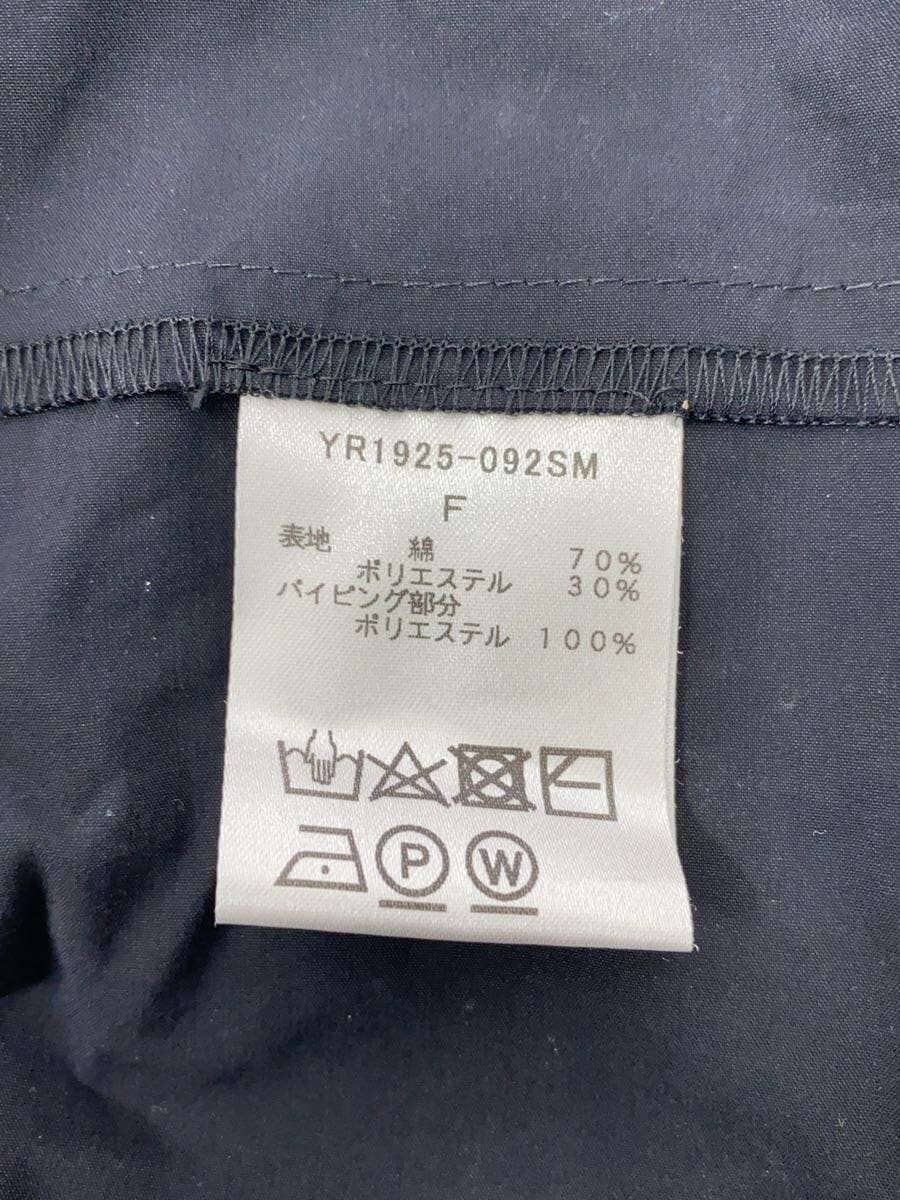 YR1925-092SM
F
表地 綿 70%
ポリエステル 30%
パイピング部分
ポリエステル 100%
P W